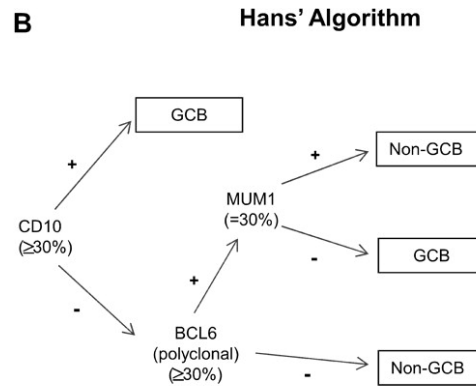 B
Hans’ Algorithm
GCB
+
+
Non-GCB
MUM1
(=30%)
CD10
(≥30%)
-
GCB
+
-
BCL6
(polyclonal)
(≥30%)
-
Non-GCB